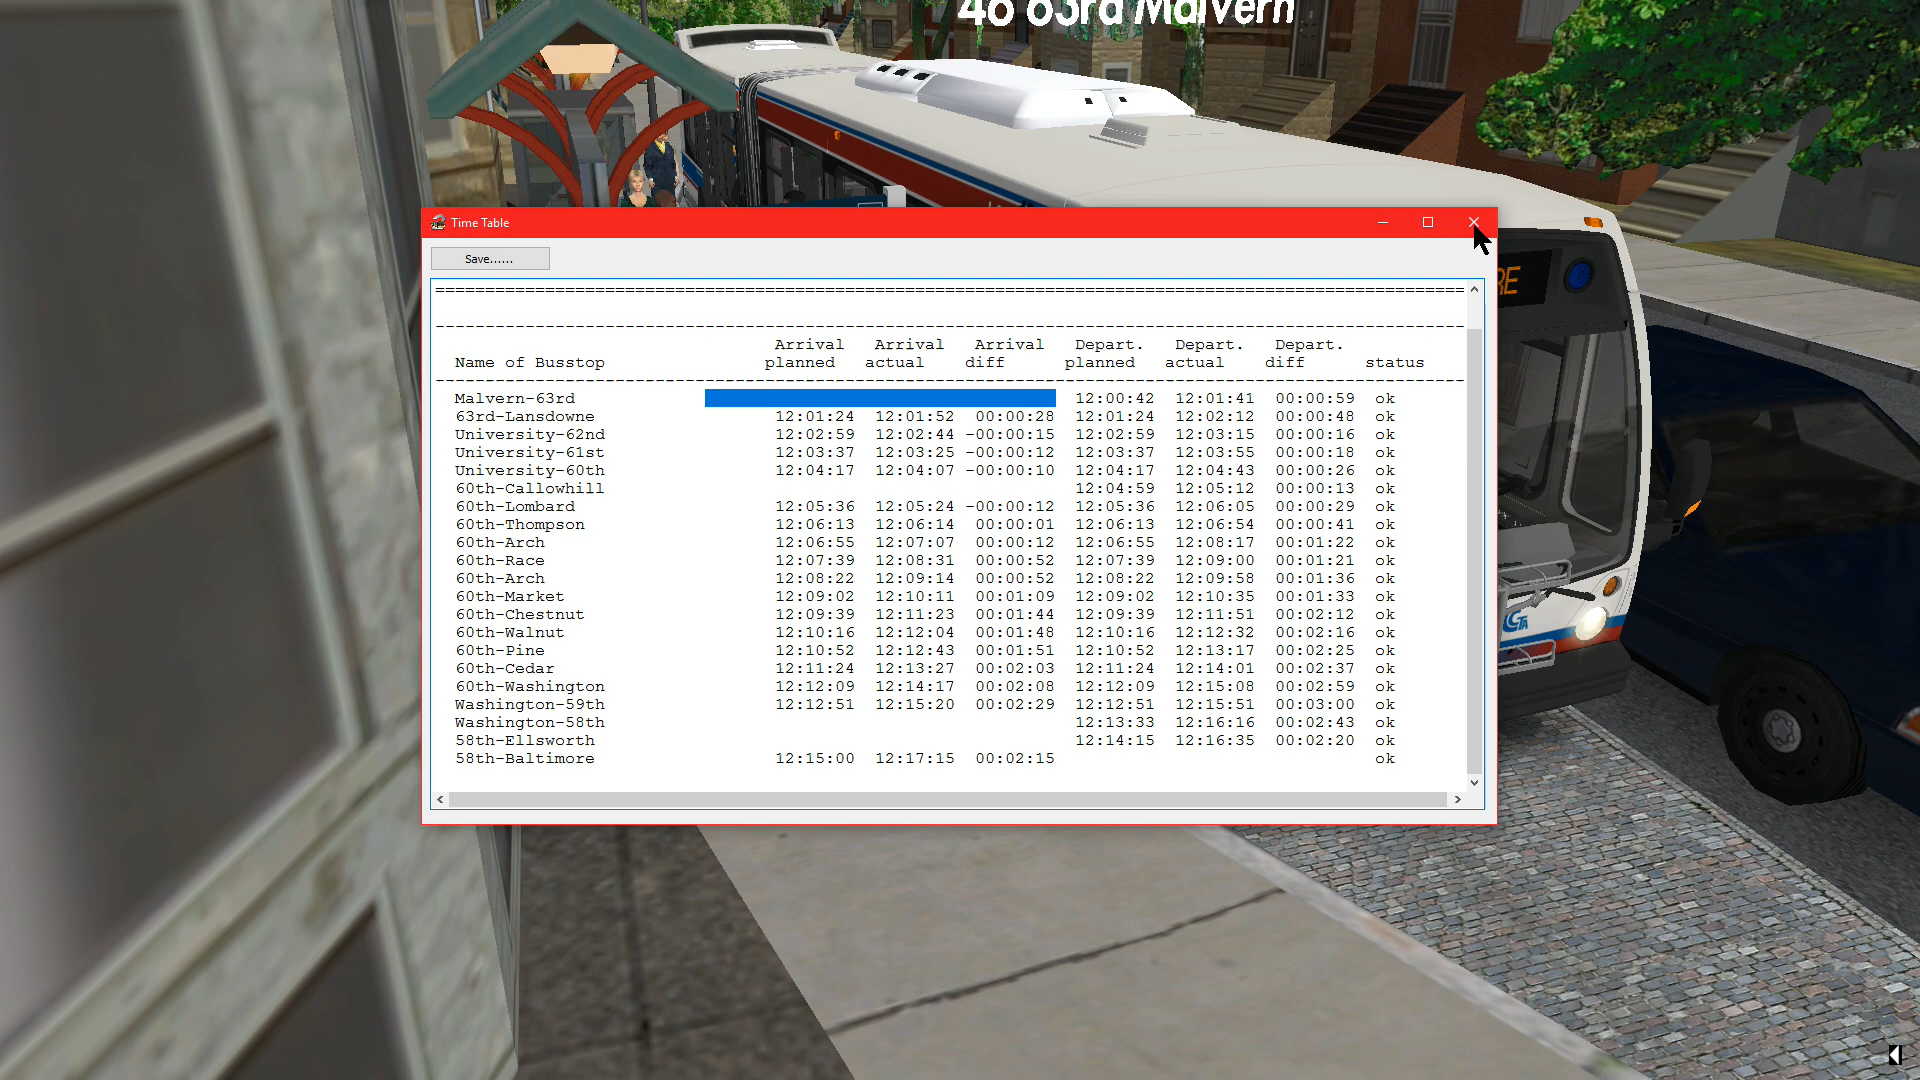 46 63rd Malvern
Time Table
Save......
==========================================================================================
------------------------------------------------------------------------------------------
Arrival Arrival Arrival Depart. Depart. Depart.
Name of Busstop planned actual diff planned actual diff status
------------------------------------------------------------------------------------------
Malvern-63rd 12:00:42 12:01:41 00:00:59 ok
63rd-Lansdowne 12:01:24 12:01:52 00:00:28 12:01:24 12:02:12 00:00:48 ok
University-62nd 12:02:59 12:02:44 -00:00:15 12:02:59 12:03:15 00:00:16 ok
University-61st 12:03:37 12:03:25 -00:00:12 12:03:37 12:03:55 00:00:18 ok
University-60th 12:04:17 12:04:07 -00:00:10 12:04:17 12:04:43 00:00:26 ok
60th-Callowhill 12:04:59 12:05:12 00:00:13 ok
60th-Lombard 12:05:36 12:05:24 -00:00:12 12:05:36 12:06:05 00:00:29 ok
60th-Thompson 12:06:13 12:06:14 00:00:01 12:06:13 12:06:54 00:00:41 ok
60th-Arch 12:06:55 12:07:07 00:00:12 12:06:55 12:08:17 00:01:22 ok
60th-Race 12:07:39 12:08:31 00:00:52 12:07:39 12:09:00 00:01:21 ok
60th-Arch 12:08:22 12:09:14 00:00:52 12:08:22 12:09:58 00:01:36 ok
60th-Market 12:09:02 12:10:11 00:01:09 12:09:02 12:10:35 00:01:33 ok
60th-Chestnut 12:09:39 12:11:23 00:01:44 12:09:39 12:11:51 00:02:12 ok
60th-Walnut 12:10:16 12:12:04 00:01:48 12:10:16 12:12:32 00:02:16 ok
60th-Pine 12:10:52 12:12:43 00:01:51 12:10:52 12:13:17 00:02:25 ok
60th-Cedar 12:11:24 12:13:27 00:02:03 12:11:24 12:14:01 00:02:37 ok
60th-Washington 12:12:09 12:14:17 00:02:08 12:12:09 12:15:08 00:02:59 ok
Washington-59th 12:12:51 12:15:20 00:02:29 12:12:51 12:15:51 00:03:00 ok
Washington-58th 12:13:33 12:16:16 00:02:43 ok
58th-Ellsworth 12:14:15 12:16:35 00:02:20 ok
58th-Baltimore 12:15:00 12:17:15 00:02:15 ok
RE